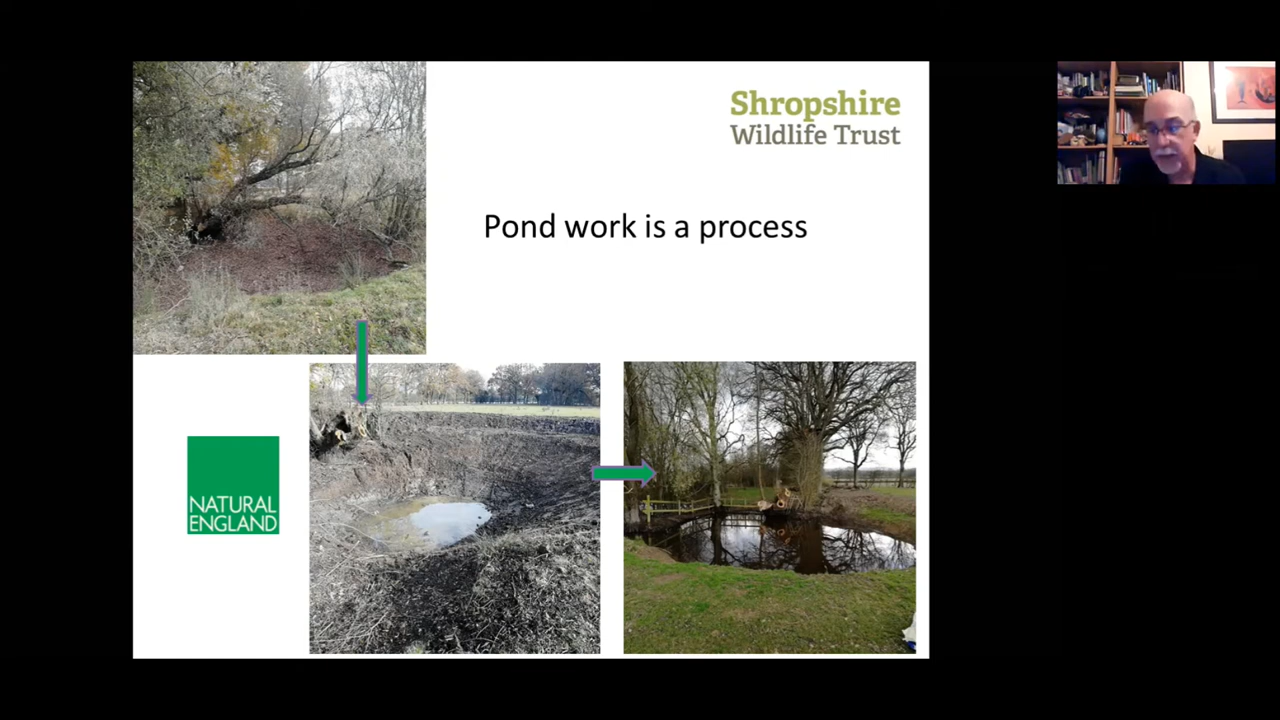 Shropshire
Wildlife Trust
Pond work is a process
NATURAL
ENGLAND